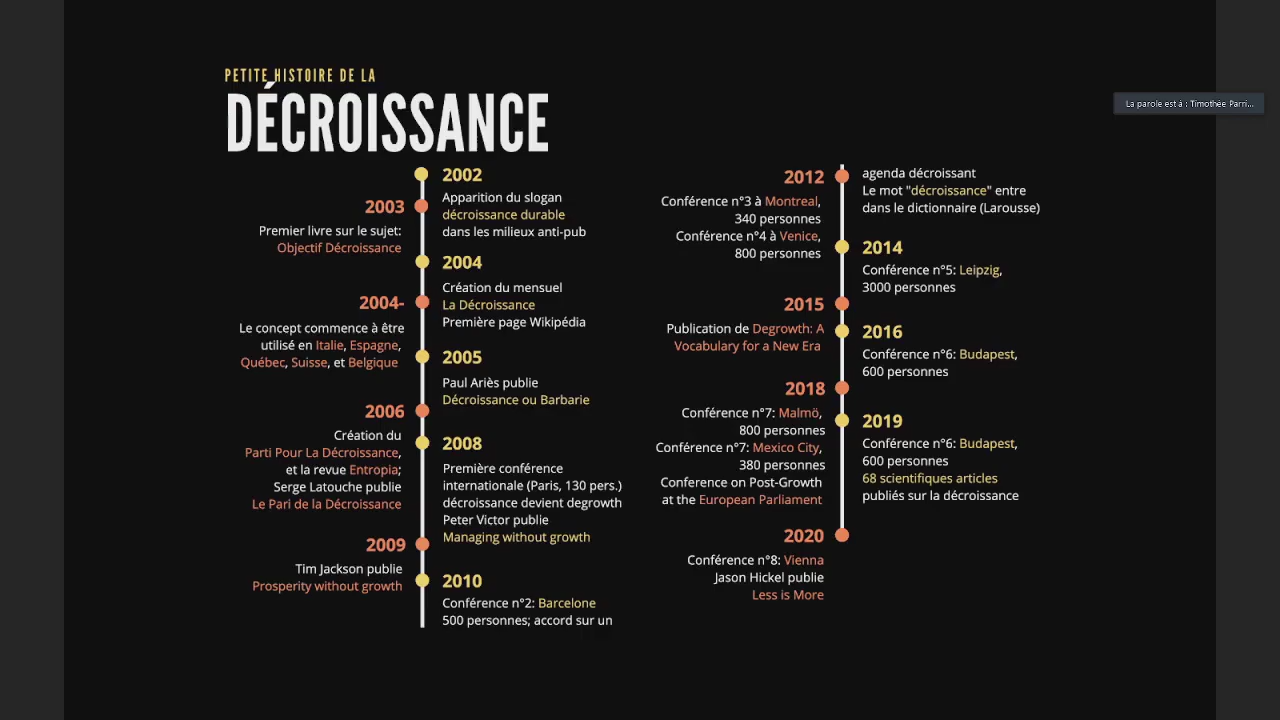 PETITE HISTOIRE DE LA
DÉCROISSANCE
La parole est à : Timothée Parri...
2002
Apparition du slogan
décroissance durable
dans les milieux anti-pub
2003
Premier livre sur le sujet:
Objectif Décroissance
2004
Création du mensuel
La Décroissance
Première page Wikipédia
2004-
Le concept commence à être
utilisé en Italie, Espagne,
Québec, Suisse, et Belgique
2005
Paul Ariès publie
Décroissance ou Barbarie
2006
Création du
Parti Pour La Décroissance,
et la revue Entropia;
Serge Latouche publie
Le Pari de la Décroissance
2008
Première conférence
internationale (Paris, 130 pers.)
décroissance devient degrowth
Peter Victor publie
Managing without growth
2009
Tim Jackson publie
Prosperity without growth
2010
Conférence n°2: Barcelone
500 personnes; accord sur un
agenda décroissant
Le mot "décroissance" entre
dans le dictionnaire (Larousse)
2012
Conférence n°3 à Montreal,
340 personnes
Conférence n°4 à Venice,
800 personnes
2014
Conférence n°5: Leipzig,
3000 personnes
2015
Publication de Degrowth: A
Vocabulary for a New Era
2016
Conférence n°6: Budapest,
600 personnes
2018
Conférence n°7: Malmö,
800 personnes
Conférence n°7: Mexico City,
380 personnes
Conference on Post-Growth
at the European Parliament
2019
Conférence n°6: Budapest,
600 personnes
68 scientifiques articles
publiés sur la décroissance
2020
Conférence n°8: Vienna
Jason Hickel publie
Less is More